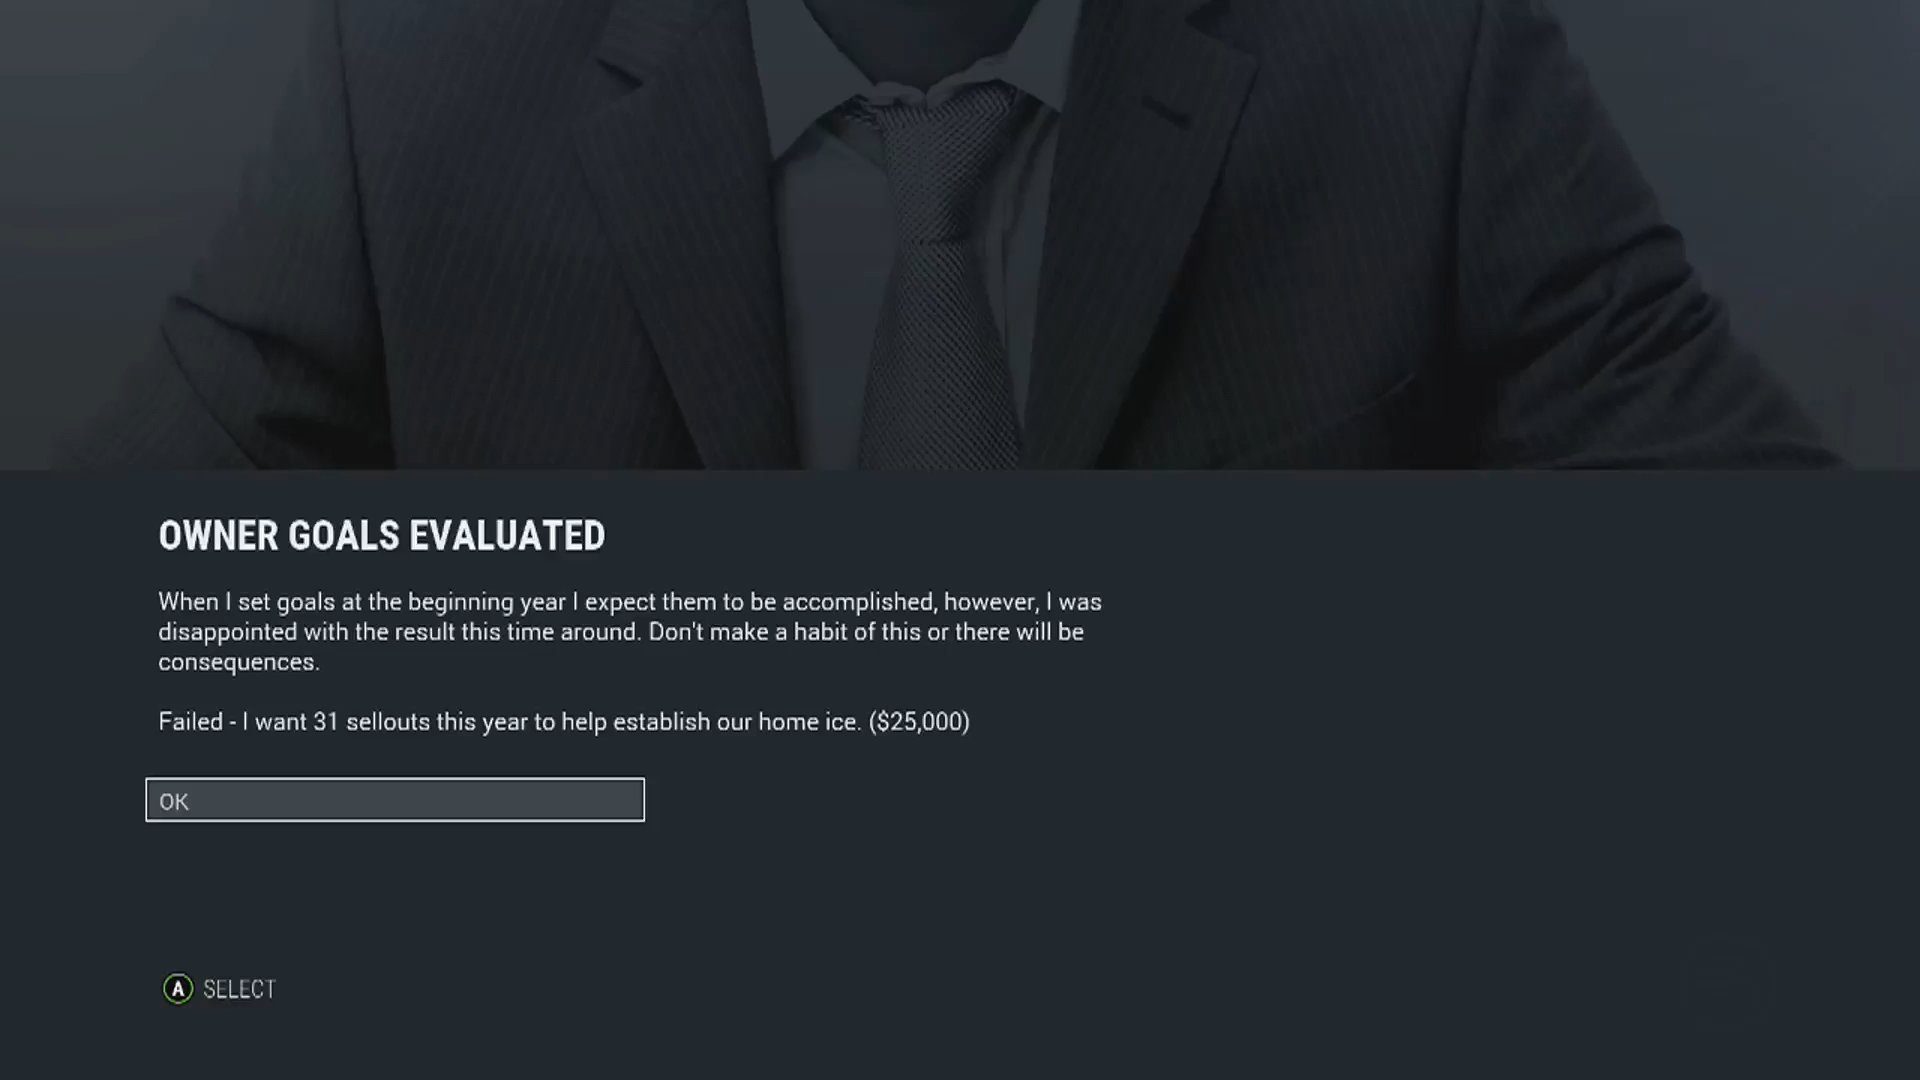 OWNER GOALS EVALUATED
When I set goals at the beginning year I expect them to be accomplished, however, I was
disappointed with the result this time around. Don't make a habit of this or there will be
consequences.
Failed - I want 31 sellouts this year to help establish our home ice. ($25,000)
OK
A SELECT